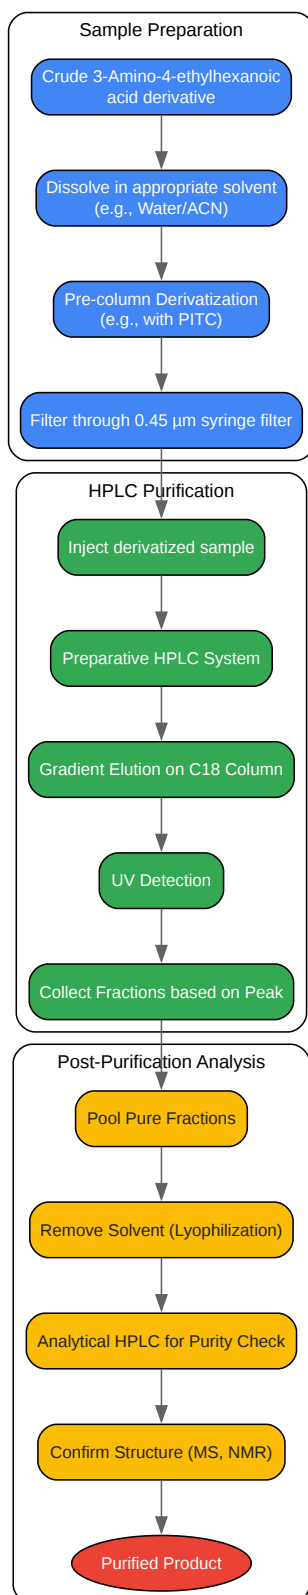 Sample Preparation
Crude 3-Amino-4-ethylhexanoic
acid derivative
Dissolve in appropriate solvent
(e.g., Water/ACN)
Pre-column Derivatization
(e.g., with PITC)
Filter through 0.45 µm syringe filter
HPLC Purification
Inject derivatized sample
Preparative HPLC System
Gradient Elution on C18 Column
UV Detection
Collect Fractions based on Peak
Post-Purification Analysis
Pool Pure Fractions
Remove Solvent (Lyophilization)
Analytical HPLC for Purity Check
Confirm Structure (MS, NMR)
Purified Product